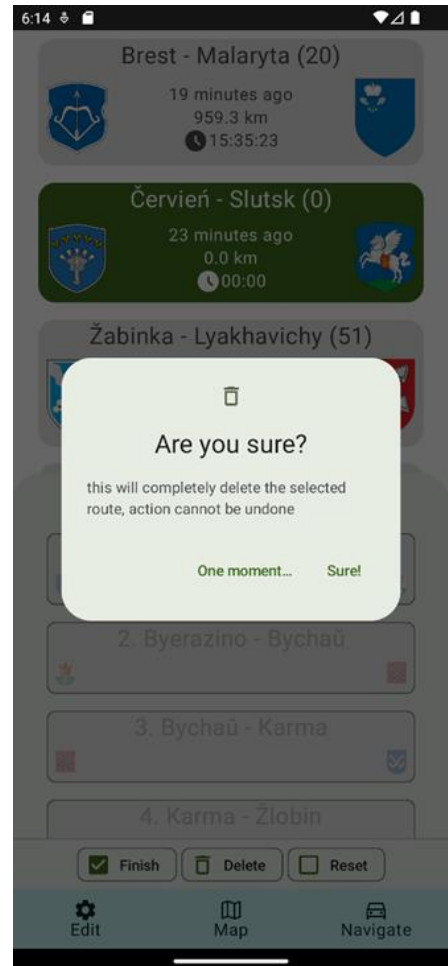 6:14
Brest - Malaryta (20)
19 minutes ago
959.3 km
15:35:23
Červień - Slutsk (0)
23 minutes ago
0.0 km
00:00
Žabinka - Lyakhavichy (51)
Are you sure?
this will completely delete the selected
route, action cannot be undone
One moment...
Sure!
2. Byerazino - Bychaŭ
3. Bychaŭ - Karma
4. Karma - Žlobin
Finish
Delete
Reset
Edit
Map
Navigate